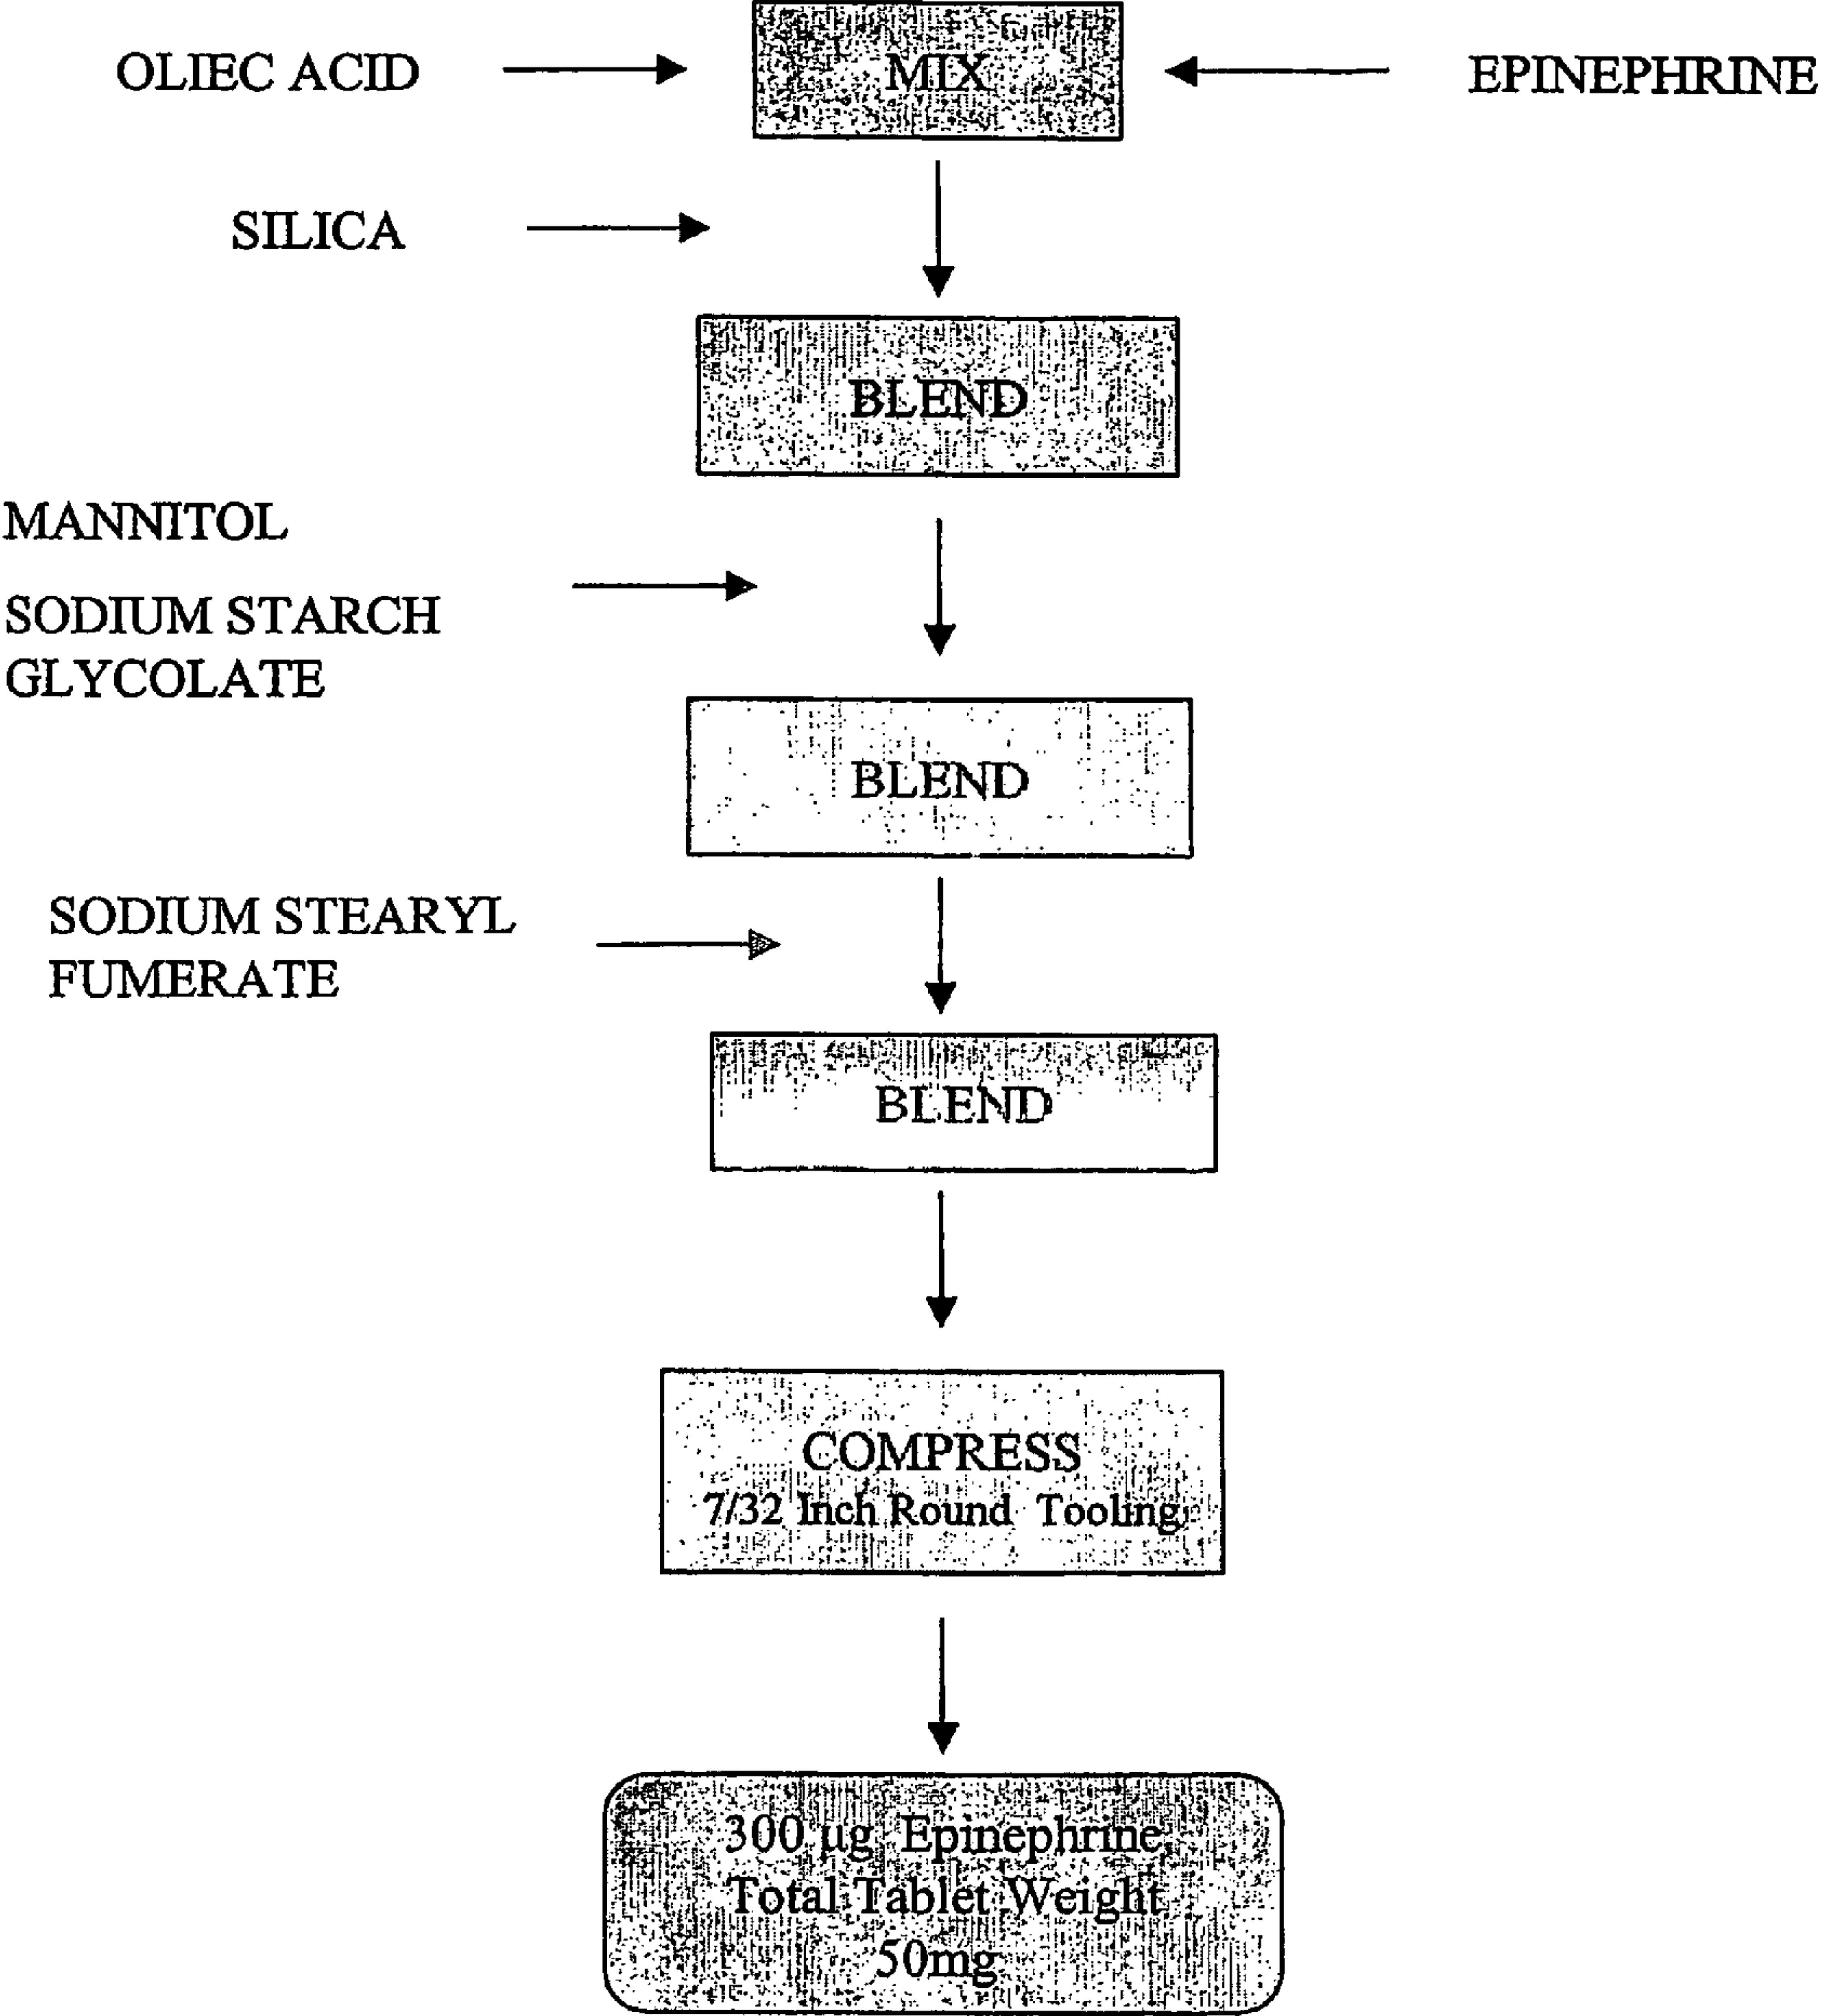 OLIEC ACID
MIX
EPINEPHRINE
SILICA
BLEND
MANNITOL
SODIUM STARCH
GLYCOLATE
BLEND
SODIUM STEARYL
FUMERATE
BLEND
COMPRESS
7/32 Inch Round Tooling
300 µg Epinephrine,
Total Tablet Weight
50mg